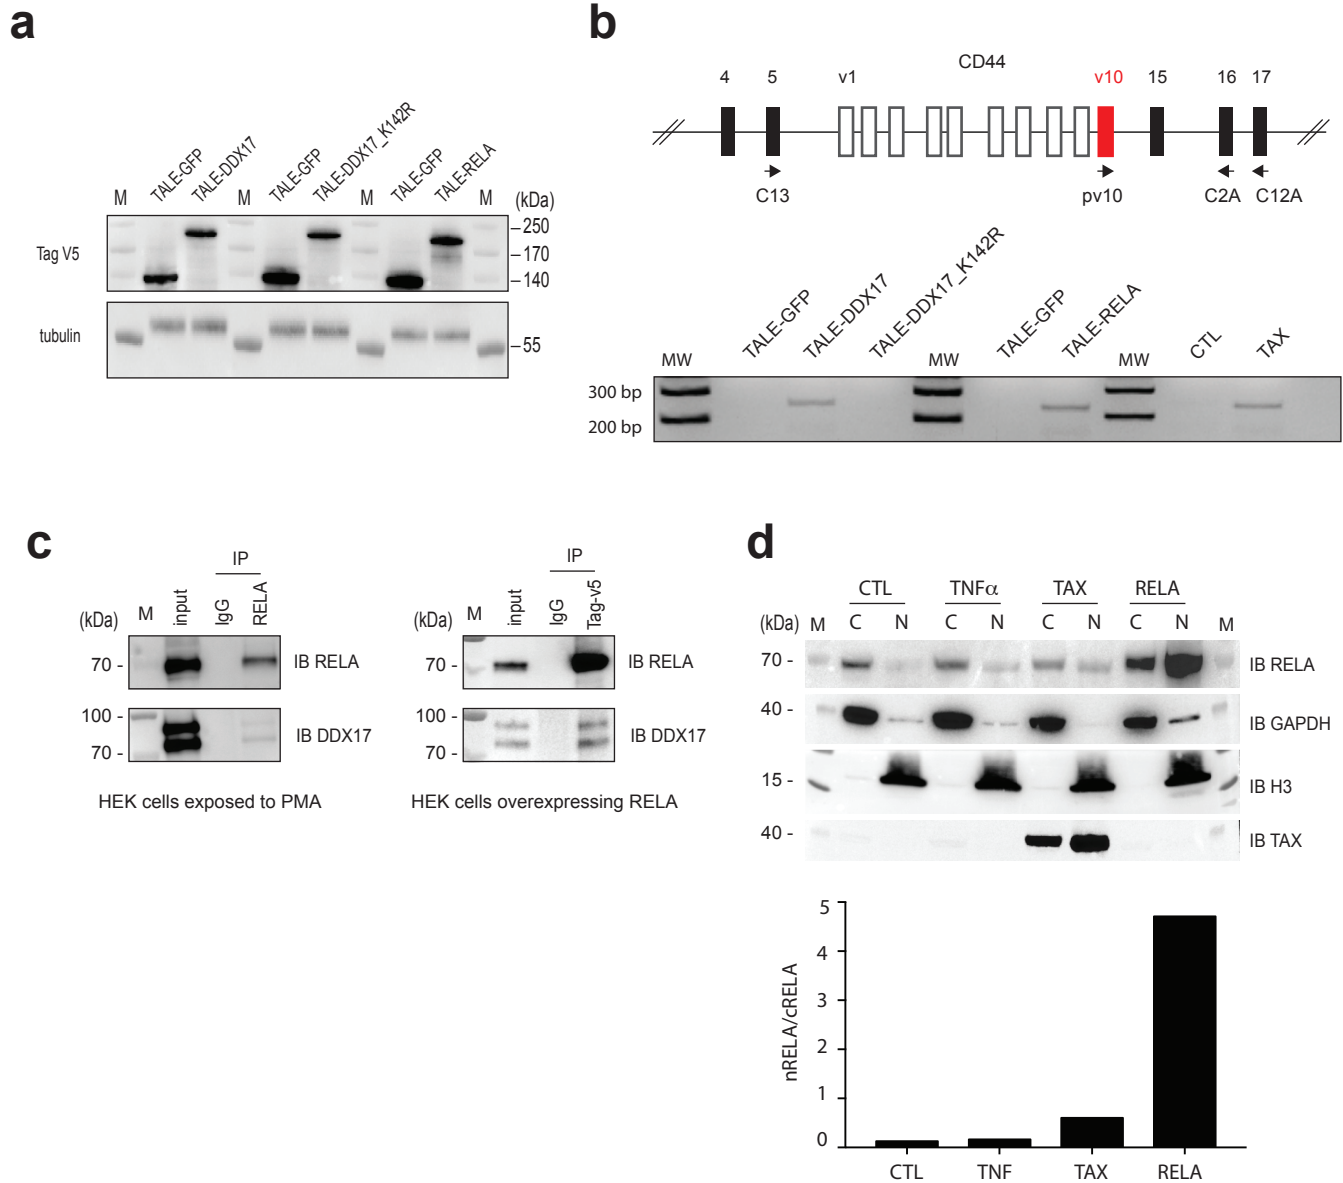 a
M TALE-GFP TALE-DDX17 M TALE-GFP TALE-DDX17_K142R M TALE-GFP TALE-RELA M (kDa)
Tag V5
–250
–170
–140
tubulin
–55
b
CD44
4 5 v1 v10 15 16 17
C13 pv10 C2A C12A
TALE-GFP TALE-DDX17 TALE-DDX17_K142R MW TALE-GFP TALE-RELA MW CTL TAX
MW
300 bp
200 bp
c
IP
(kDa) M input IgG RELA
70 - IB RELA
100 -
70 - IB DDX17
HEK cells exposed to PMA
IP
(kDa) M input IgG Tag-v5
70 - IB RELA
100 -
70 - IB DDX17
HEK cells overexpressing RELA
d
CTL TNFα TAX RELA
(kDa) M C N C N C N C N M
70 - IB RELA
40 - IB GAPDH
15 - IB H3
40 - IB TAX
nRELA/cRELA
5
4
3
2
1
0
CTL TNF TAX RELA